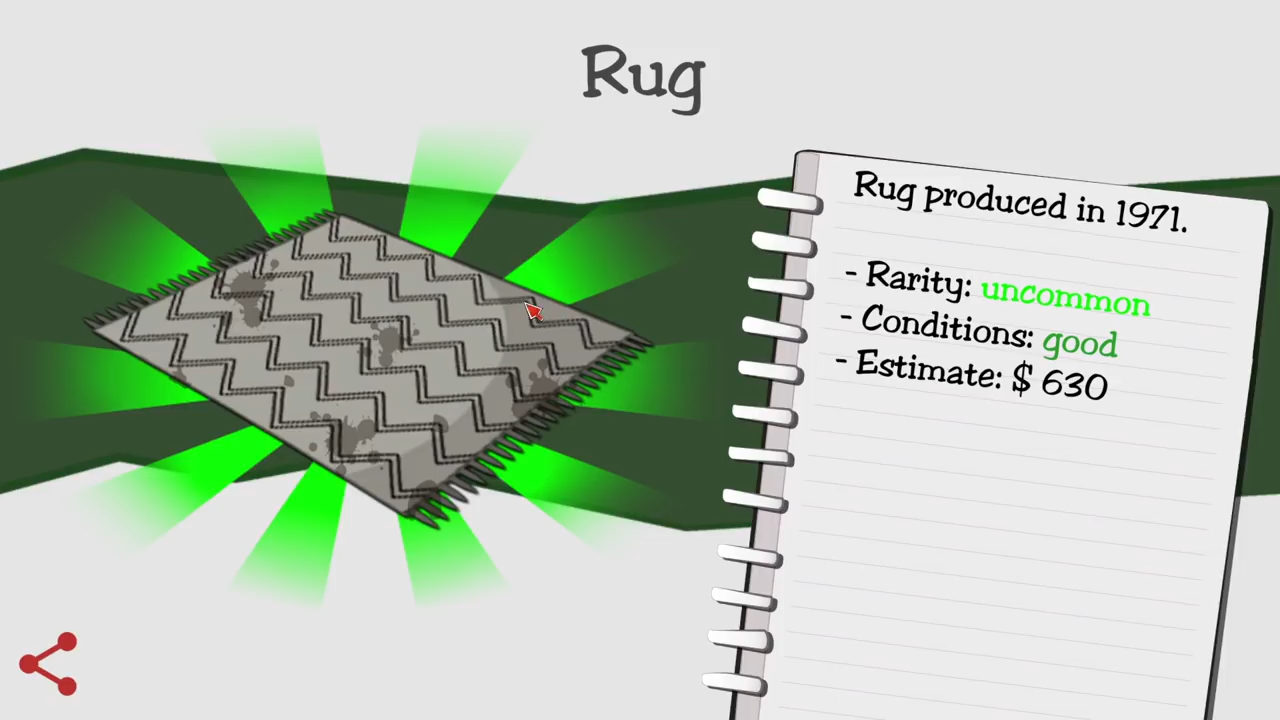 Rug
Rug produced in 1971.
- Rarity: uncommon
- Conditions: good
- Estimate: $ 630